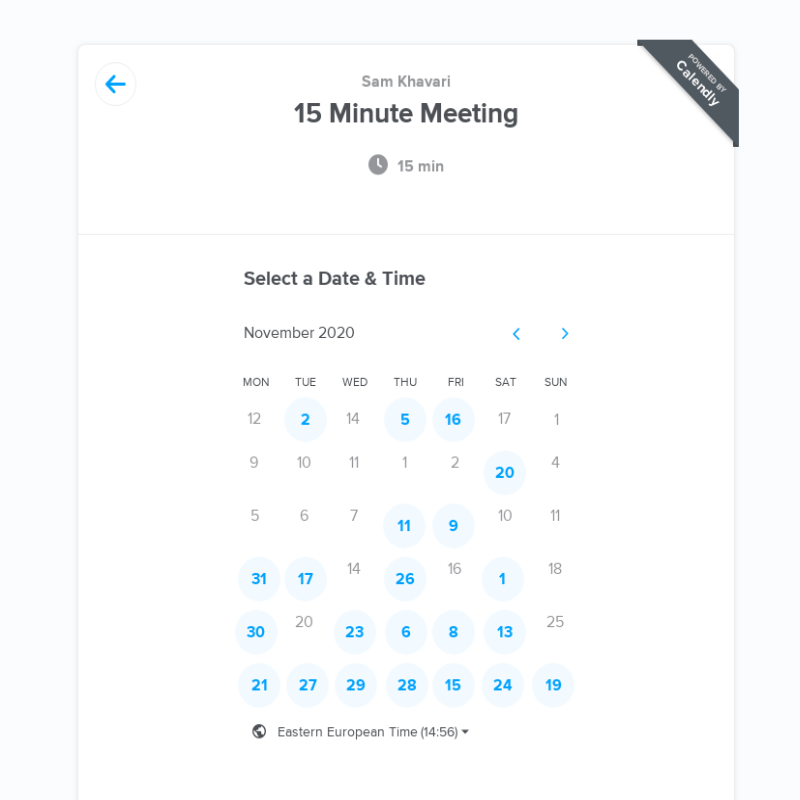 POWERED BY
Calendly
Sam Khavari
15 Minute Meeting
15 min
Select a Date & Time
November 2020
MON TUE WED THU FRI SAT SUN
12 2 14 5 16 17 1
9 10 11 1 2 20 4
5 6 7 11 9 10 11
31 17 14 26 16 1 18
30 20 23 6 8 13 25
21 27 29 28 15 24 19
Eastern European Time (14:56)